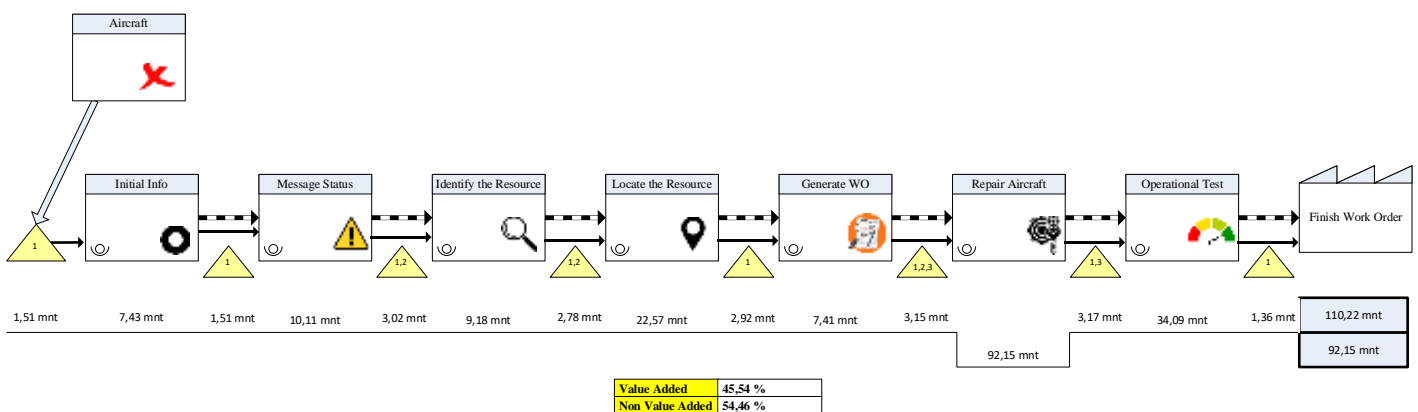 Aircraft
Initial Info
Message Status
Identify the Resource
Locate the Resource
Generate WO
Repair Aircraft
Operational Test
Finish Work Order
1
1
1,2
1,2
1
1,2,3
1,3
1
1,51 mnt
7,43 mnt
1,51 mnt
10,11 mnt
3,02 mnt
9,18 mnt
2,78 mnt
22,57 mnt
2,92 mnt
7,41 mnt
3,15 mnt
92,15 mnt
3,17 mnt
34,09 mnt
1,36 mnt
110,22 mnt
92,15 mnt
Value Added 45,54 %
Non Value Added 54,46 %